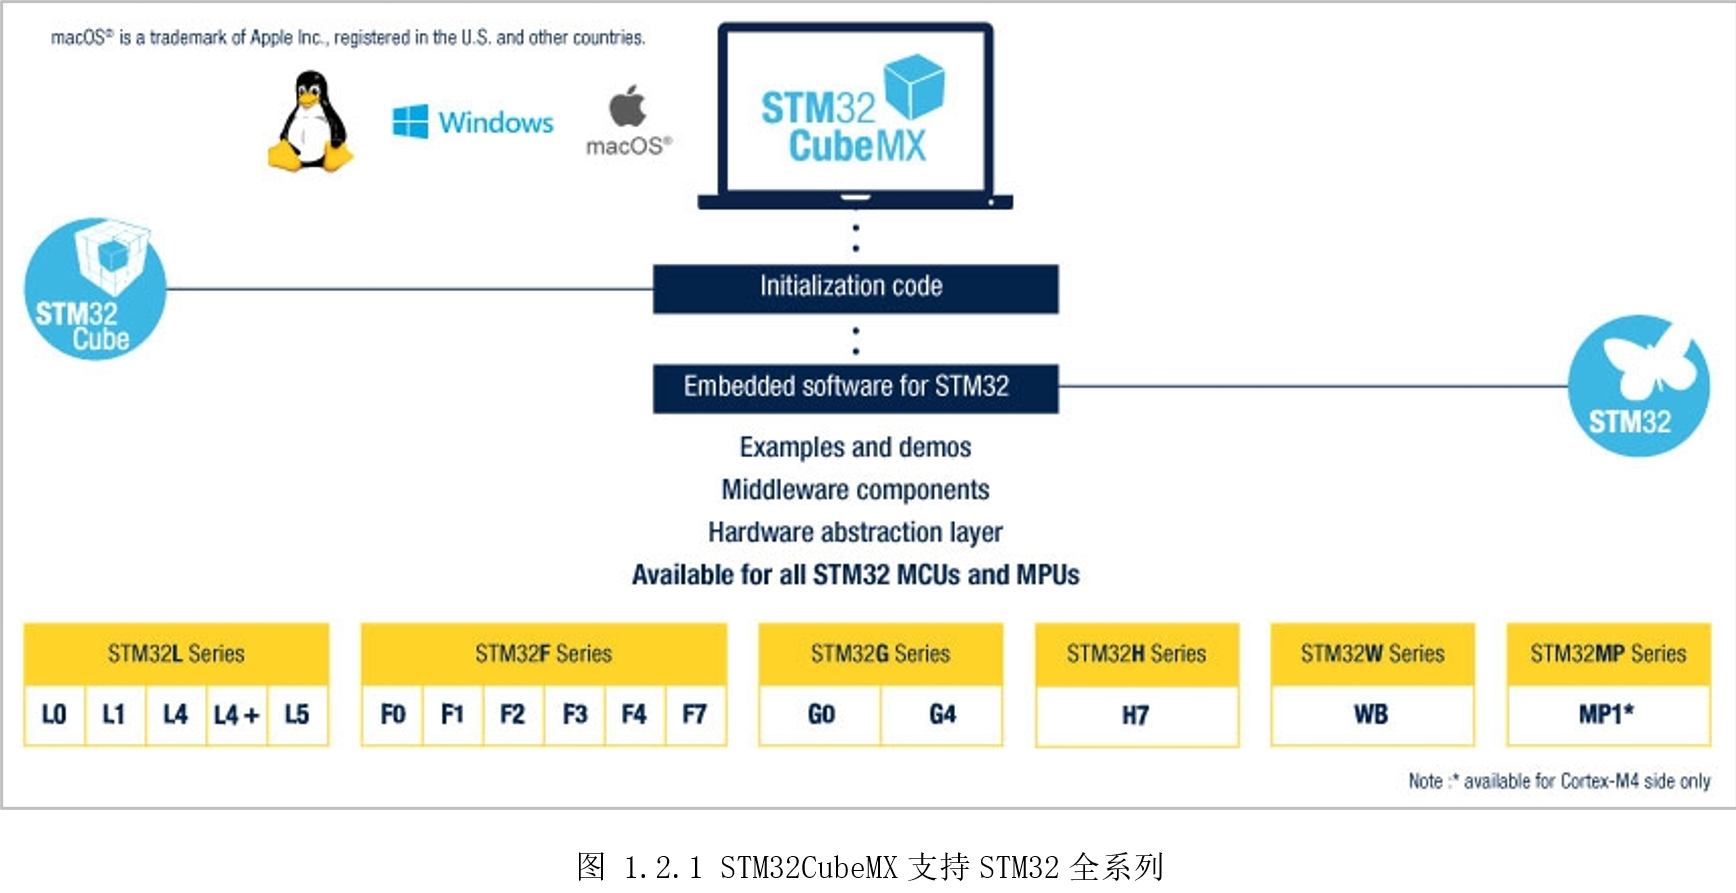 macOS® is a trademark of Apple Inc., registered in the U.S. and other countries.
Windows
macOS®
STM32
CubeMX
STM32
Cube
Initialization code
Embedded software for STM32
STM32
Examples and demos
Middleware components
Hardware abstraction layer
Available for all STM32 MCUs and MPUs
STM32L Series
L0 L1 L4 L4+ L5
STM32F Series
F0 F1 F2 F3 F4 F7
STM32G Series
G0 G4
STM32H Series
H7
STM32W Series
WB
STM32MP Series
MP1*
Note :* available for Cortex-M4 side only
图 1.2.1 STM32CubeMX 支持 STM32 全系列